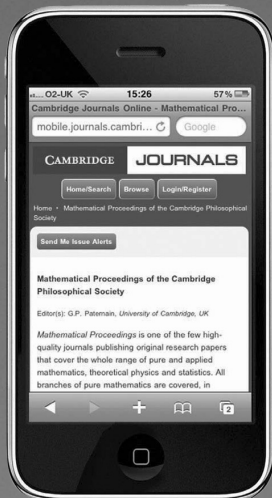 O2-UK 15:26 57%
Cambridge Journals Online - Mathematical Pro...
mobile.journals.cambri... Google
CAMBRIDGE JOURNALS
Home/Search Browse Login/Register
Home • Mathematical Proceedings of the Cambridge Philosophical
Society
Send Me Issue Alerts
Mathematical Proceedings of the Cambridge
Philosophical Society
Editor(s): G.P. Paternain, University of Cambridge, UK
Mathematical Proceedings is one of the few high-
quality journals publishing original research papers
that cover the whole range of pure and applied
mathematics, theoretical physics and statistics. All
branches of pure mathematics are covered, in
2